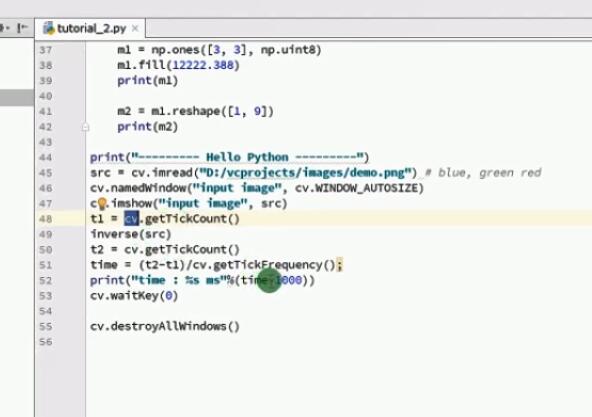 tutorial_2.py
37 m1 = np.ones([3, 3], np.uint8)
38 m1.fill(12222.388)
39 print(m1)
40
41 m2 = m1.reshape([1, 9])
42 print(m2)
43
44 print("--------- Hello Python ---------")
45 src = cv.imread("D:/vcprojects/images/demo.png") # blue, green red
46 cv.namedWindow("input image", cv.WINDOW_AUTOSIZE)
47 c .imshow("input image", src)
48 t1 = cv.getTickCount()
49 inverse(src)
50 t2 = cv.getTickCount()
51 time = (t2-t1)/cv.getTickFrequency();
52 print("time : %s ms"%(time*1000))
53 cv.waitKey(0)
54
55 cv.destroyAllWindows()
56